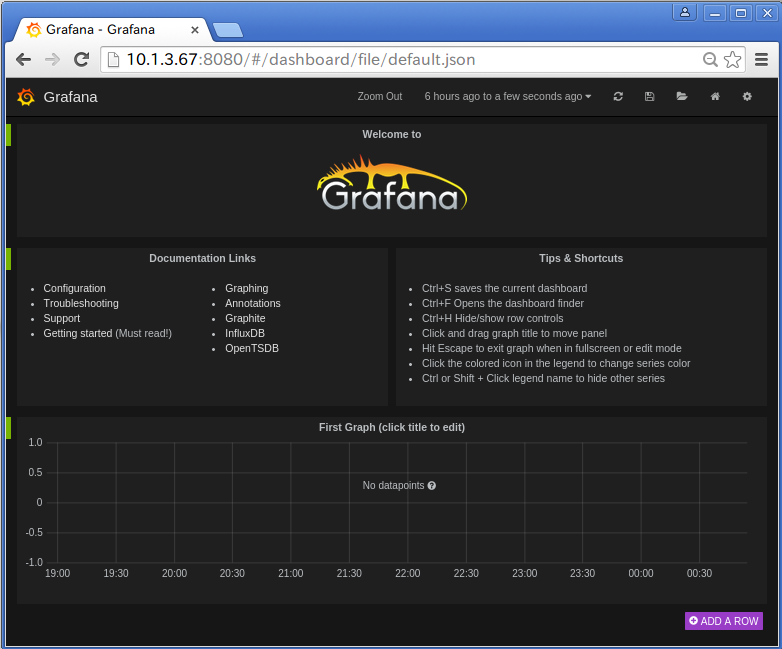 Grafana - Grafana
10.1.3.67:8080/#/dashboard/file/default.json
Grafana
Zoom Out
6 hours ago to a few seconds ago
Welcome to
Grafana
Documentation Links
Configuration
Troubleshooting
Support
Getting started (Must read!)
Graphing
Annotations
Graphite
InfluxDB
OpenTSDB
Tips & Shortcuts
Ctrl+S saves the current dashboard
Ctrl+F Opens the dashboard finder
Ctrl+H Hide/show row controls
Click and drag graph title to move panel
Hit Escape to exit graph when in fullscreen or edit mode
Click the colored icon in the legend to change series color
Ctrl or Shift + Click legend name to hide other series
First Graph (click title to edit)
1.0
0.5
0
-0.5
-1.0
No datapoints
19:00 19:30 20:00 20:30 21:00 21:30 22:00 22:30 23:00 23:30 00:00 00:30
ADD A ROW